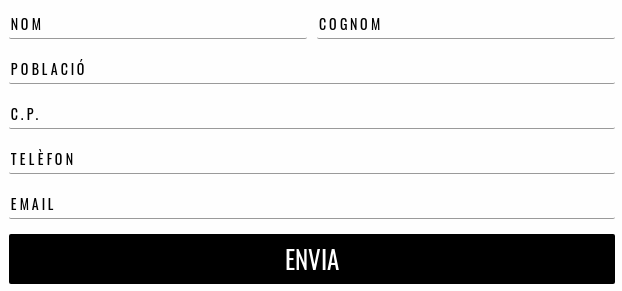 NOM COGNOM
POBLACIÓ
C.P.
TELÈFON
EMAIL
ENVIA